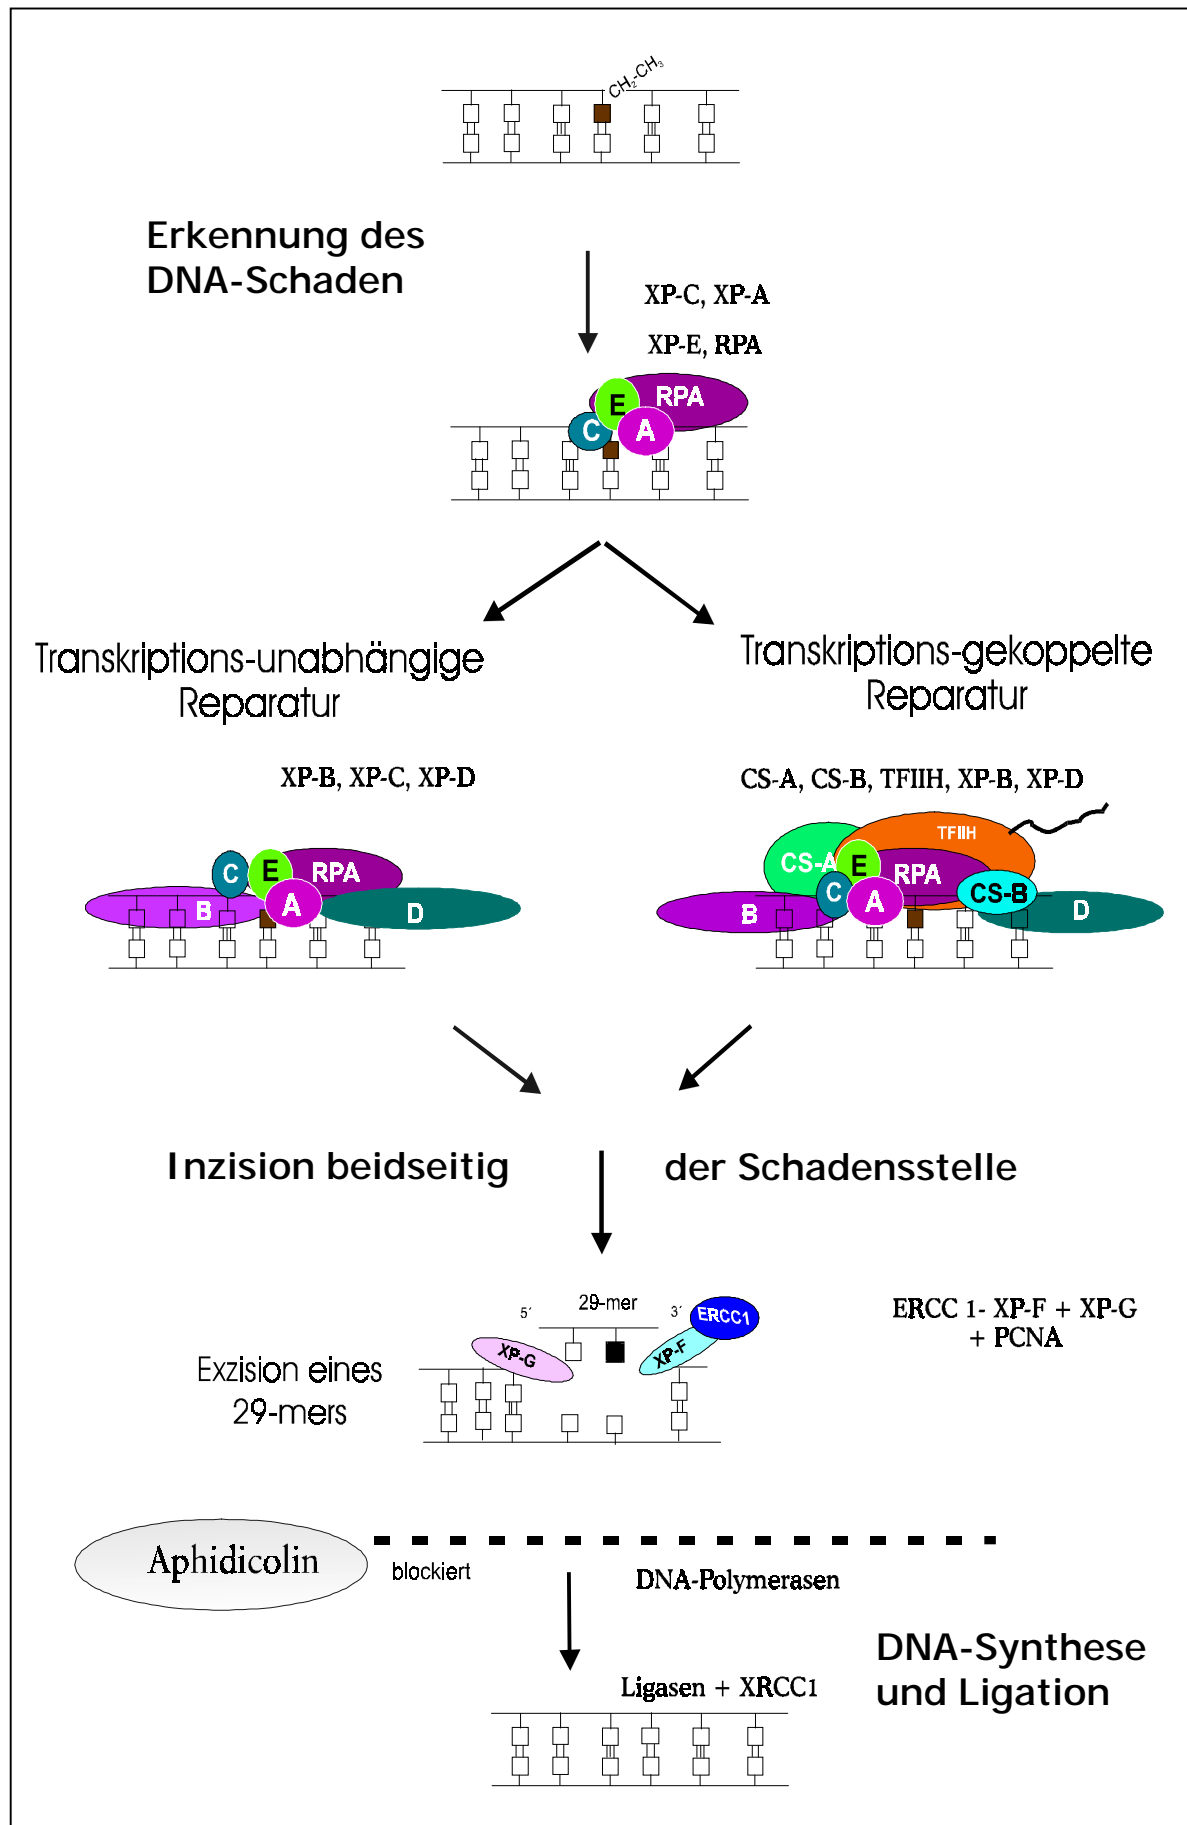 CH₂-CH₃
Erkennung des
DNA-Schaden
XP-C, XP-A
XP-E, RPA
RPA
E
C
A
Transkriptions-unabhängige
Reparatur
Transkriptions-gekoppelte
Reparatur
XP-B, XP-C, XP-D
CS-A, CS-B, TFIIH, XP-B, XP-D
C
E
RPA
B
A
D
TFIIH
CS-A
E
RPA
C
CS-B
B
A
D
Inzision beidseitig
der Schadensstelle
5´
29-mer
3´
ERCC1
XP-G
XP-F
ERCC 1- XP-F + XP-G
+ PCNA
Exzision eines
29-mers
Aphidicolin
blockiert
DNA-Polymerasen
DNA-Synthese
und Ligation
Ligasen + XRCC1